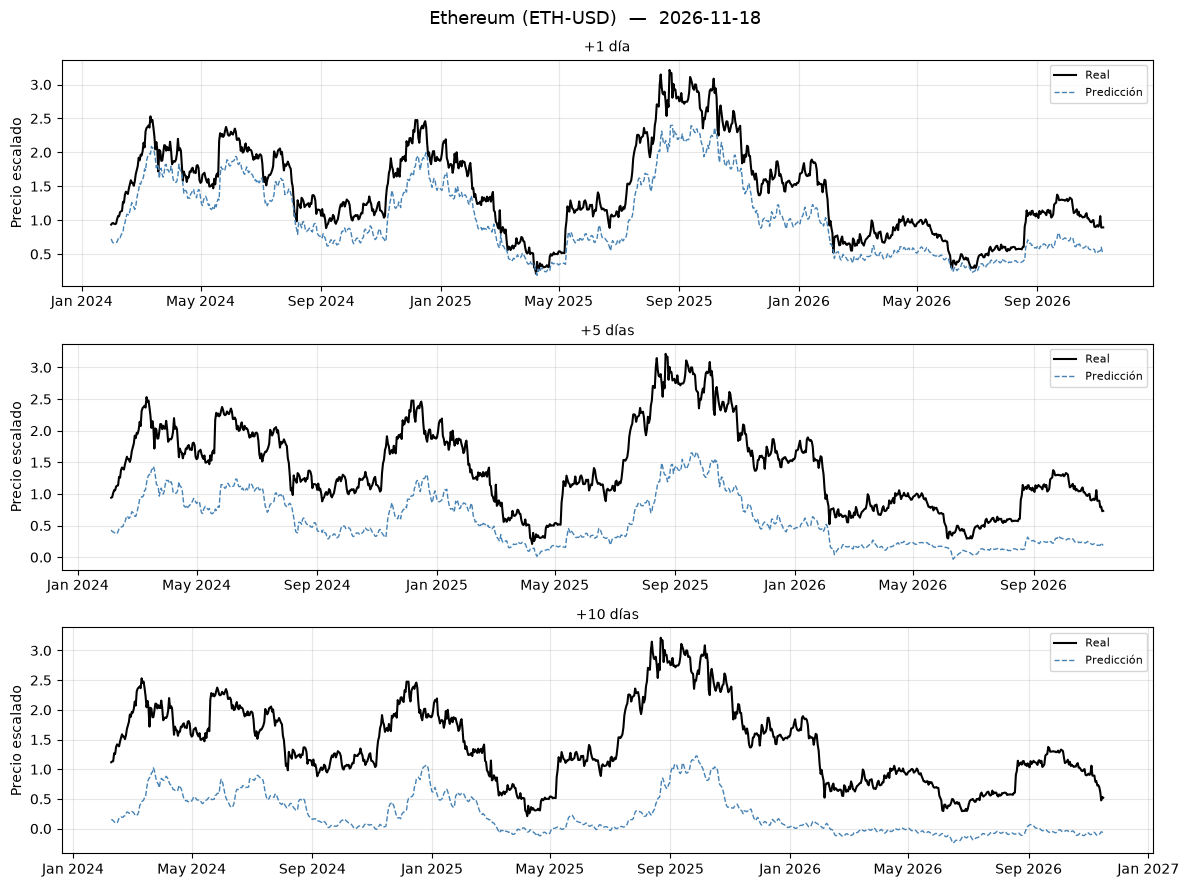 Ethereum (ETH-USD)  —  2026-11-18
+1 día
Precio escalado
3.0
2.5
2.0
1.5
1.0
0.5
Real
Predicción
Jan 2024 May 2024 Sep 2024 Jan 2025 May 2025 Sep 2025 Jan 2026 May 2026 Sep 2026
+5 días
Precio escalado
3.0
2.5
2.0
1.5
1.0
0.5
0.0
Real
Predicción
Jan 2024 May 2024 Sep 2024 Jan 2025 May 2025 Sep 2025 Jan 2026 May 2026 Sep 2026
+10 días
Precio escalado
3.0
2.5
2.0
1.5
1.0
0.5
0.0
Real
Predicción
Jan 2024 May 2024 Sep 2024 Jan 2025 May 2025 Sep 2025 Jan 2026 May 2026 Sep 2026 Jan 2027